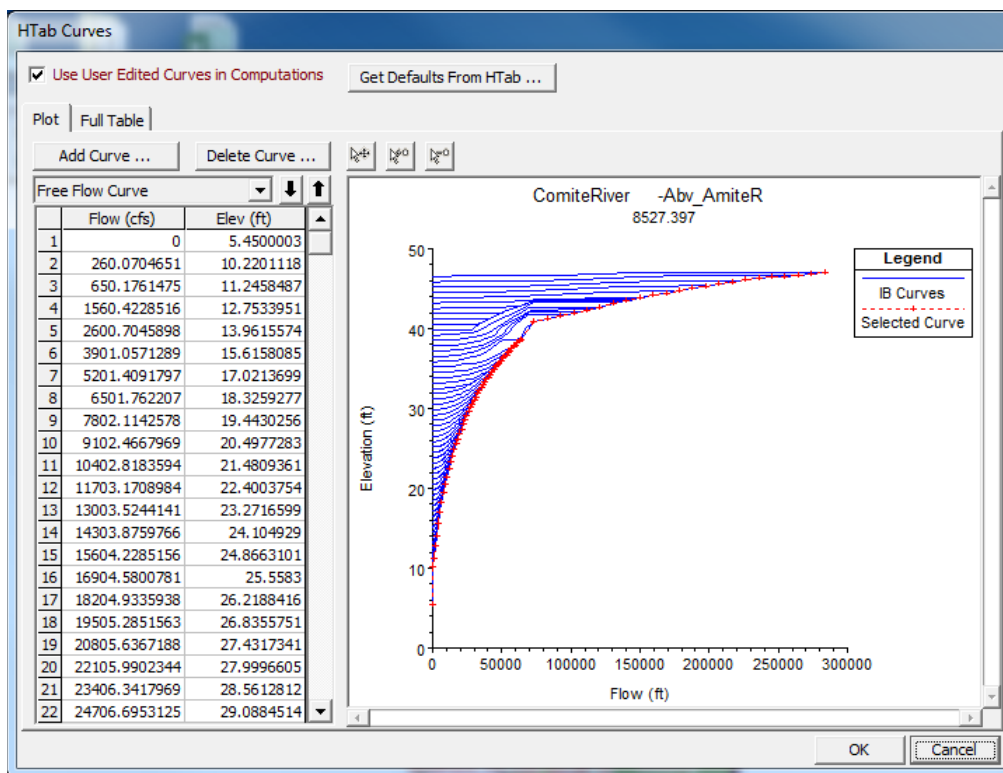 HTab Curves
Use User Edited Curves in Computations
Get Defaults From HTab ...
Plot
Full Table
Add Curve ...
Delete Curve ...
Free Flow Curve
Flow (cfs) Elev (ft)
1 0 5.4500003
2 260.0704651 10.2201118
3 650.1761475 11.2458487
4 1560.4228516 12.7533951
5 2600.7045898 13.9615574
6 3901.0571289 15.6158085
7 5201.4091797 17.0213699
8 6501.762207 18.3259277
9 7802.1142578 19.4430256
10 9102.4667969 20.4977283
11 10402.8183594 21.4809361
12 11703.1708984 22.4003754
13 13003.5244141 23.2716599
14 14303.8759766 24.104929
15 15604.2285156 24.8663101
16 16904.5800781 25.5583
17 18204.9335938 26.2188416
18 19505.2851563 26.8355751
19 20805.6367188 27.4317341
20 22105.9902344 27.9996605
21 23406.3417969 28.5612812
22 24706.6953125 29.0884514
ComiteRiver -Abv_AmiteR
8527.397
50
40
30
20
10
0
Elevation (ft)
0 50000 100000 150000 200000 250000 300000
Flow (ft)
Legend
IB Curves
Selected Curve
OK
Cancel